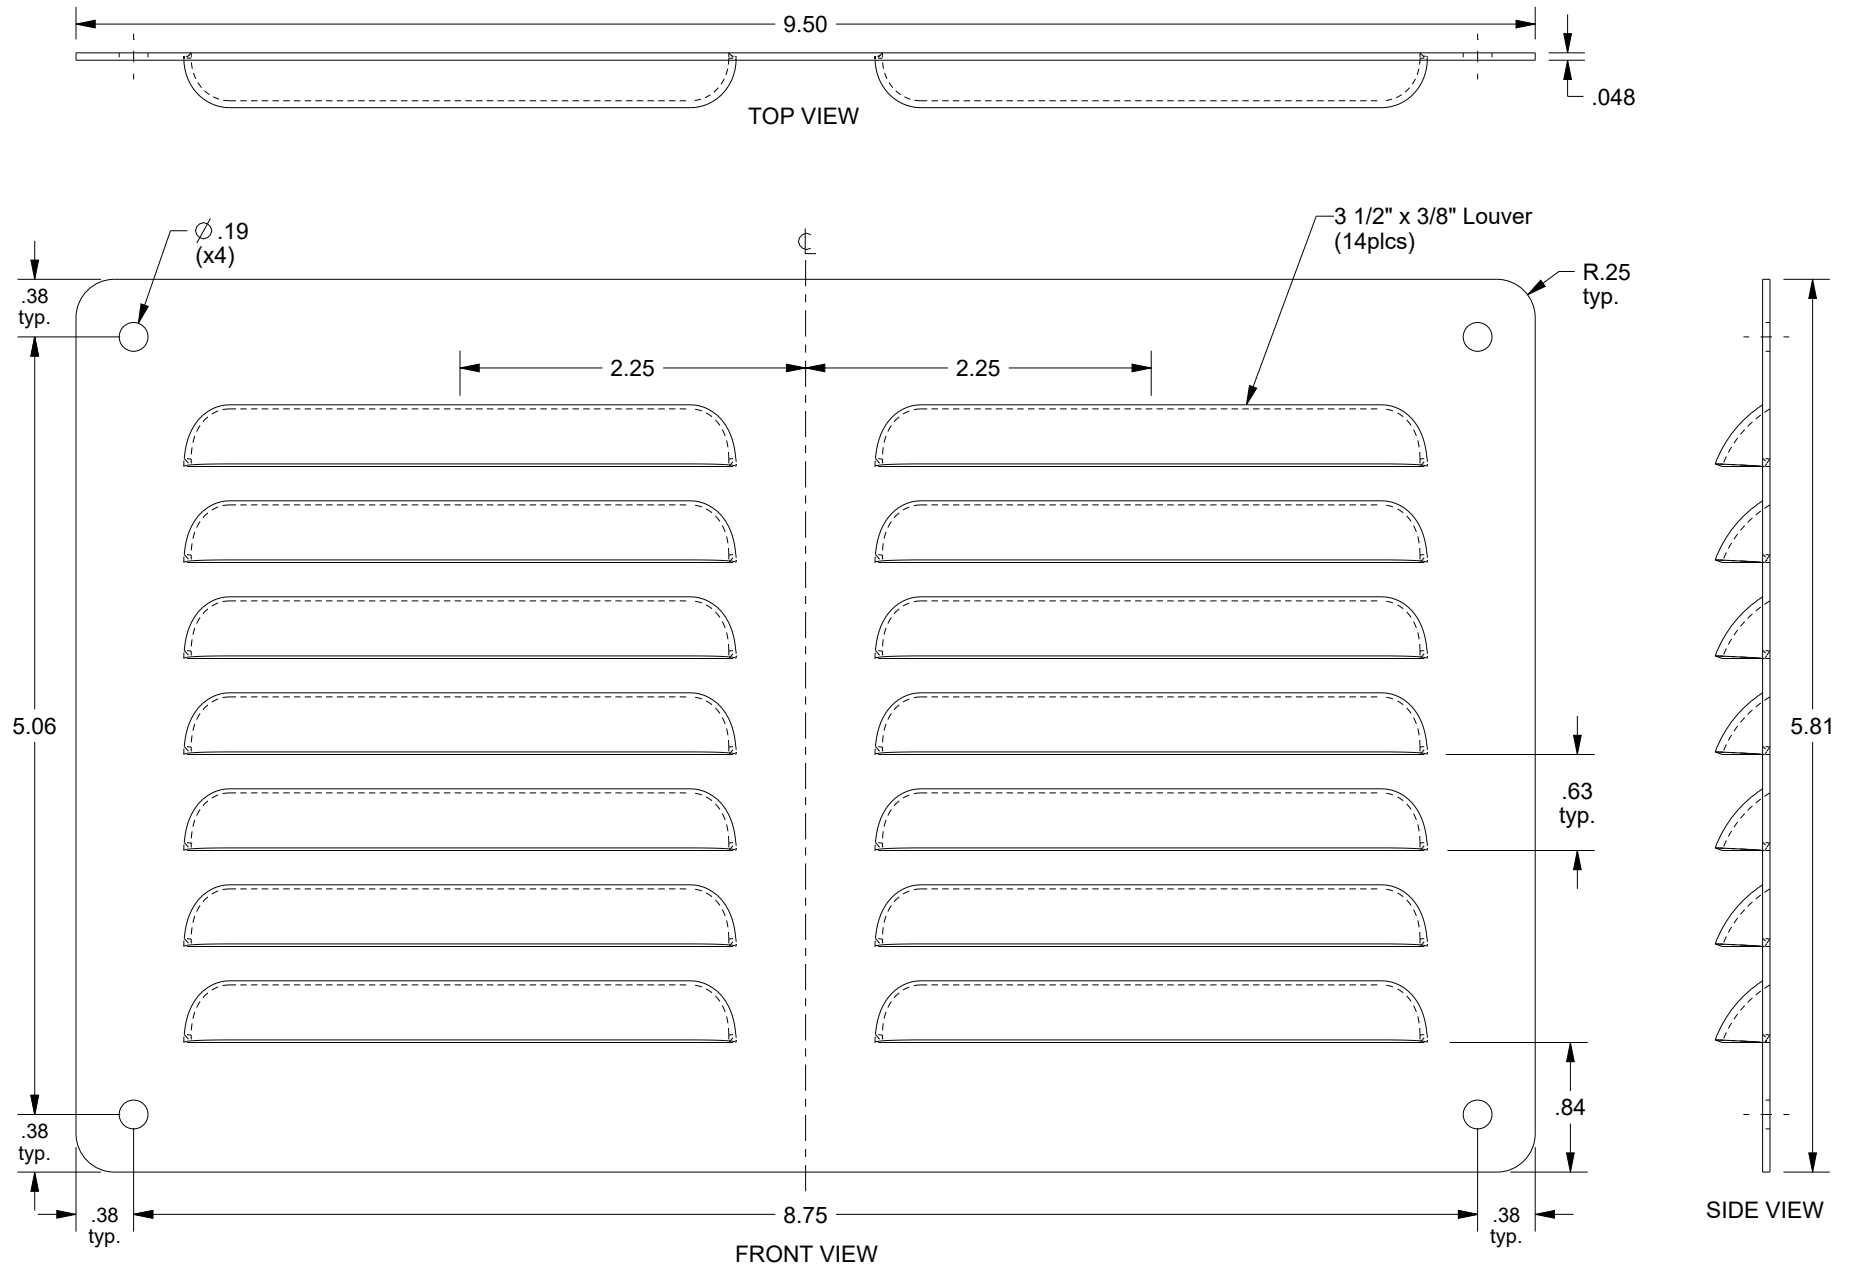 9.50
.048
TOP VIEW
⌀ .19
(x4)
℄
3 1/2" x 3/8" Louver
(14plcs)
R.25
typ.
.38
typ.
2.25
2.25
5.06
5.81
.63
typ.
.84
.38
typ.
.38
typ.
8.75
.38
typ.
SIDE VIEW
FRONT VIEW